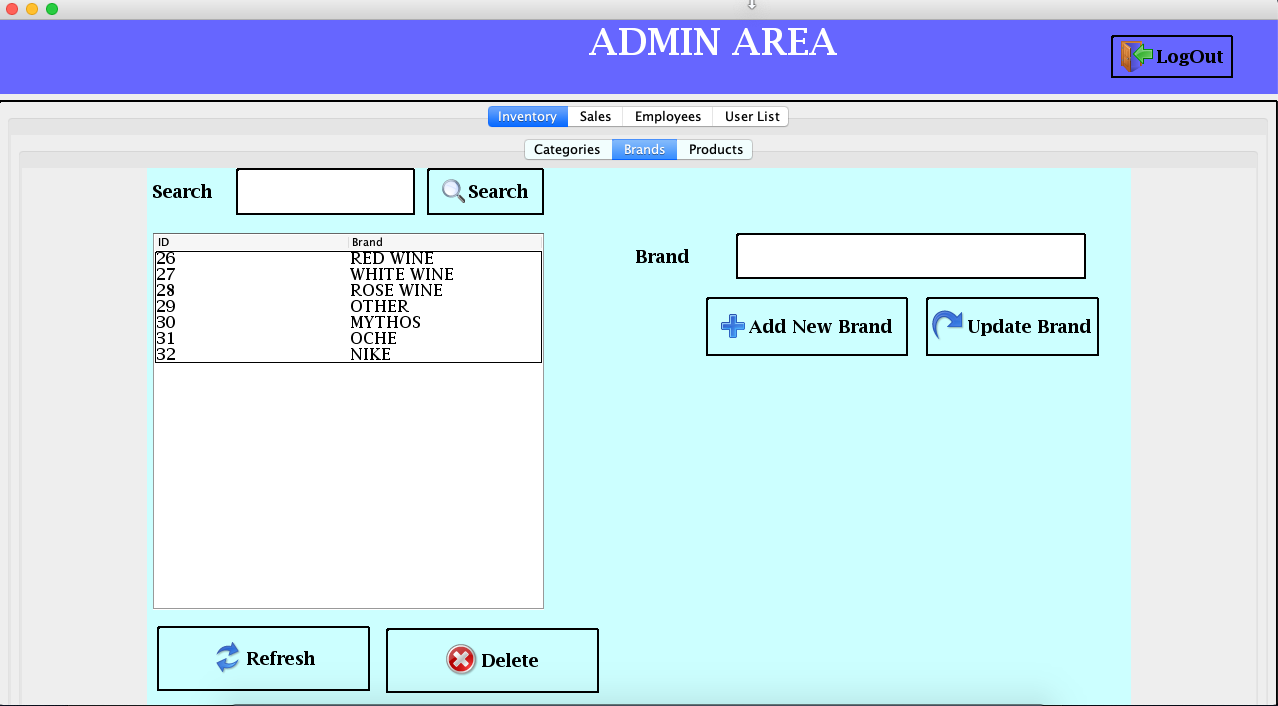 ADMIN AREA
LogOut
Inventory Sales Employees User List
Categories Brands Products
Search Search
ID Brand
26 RED WINE
27 WHITE WINE
28 ROSE WINE
29 OTHER
30 MYTHOS
31 OCHE
32 NIKE
Brand
Add New Brand Update Brand
Refresh Delete